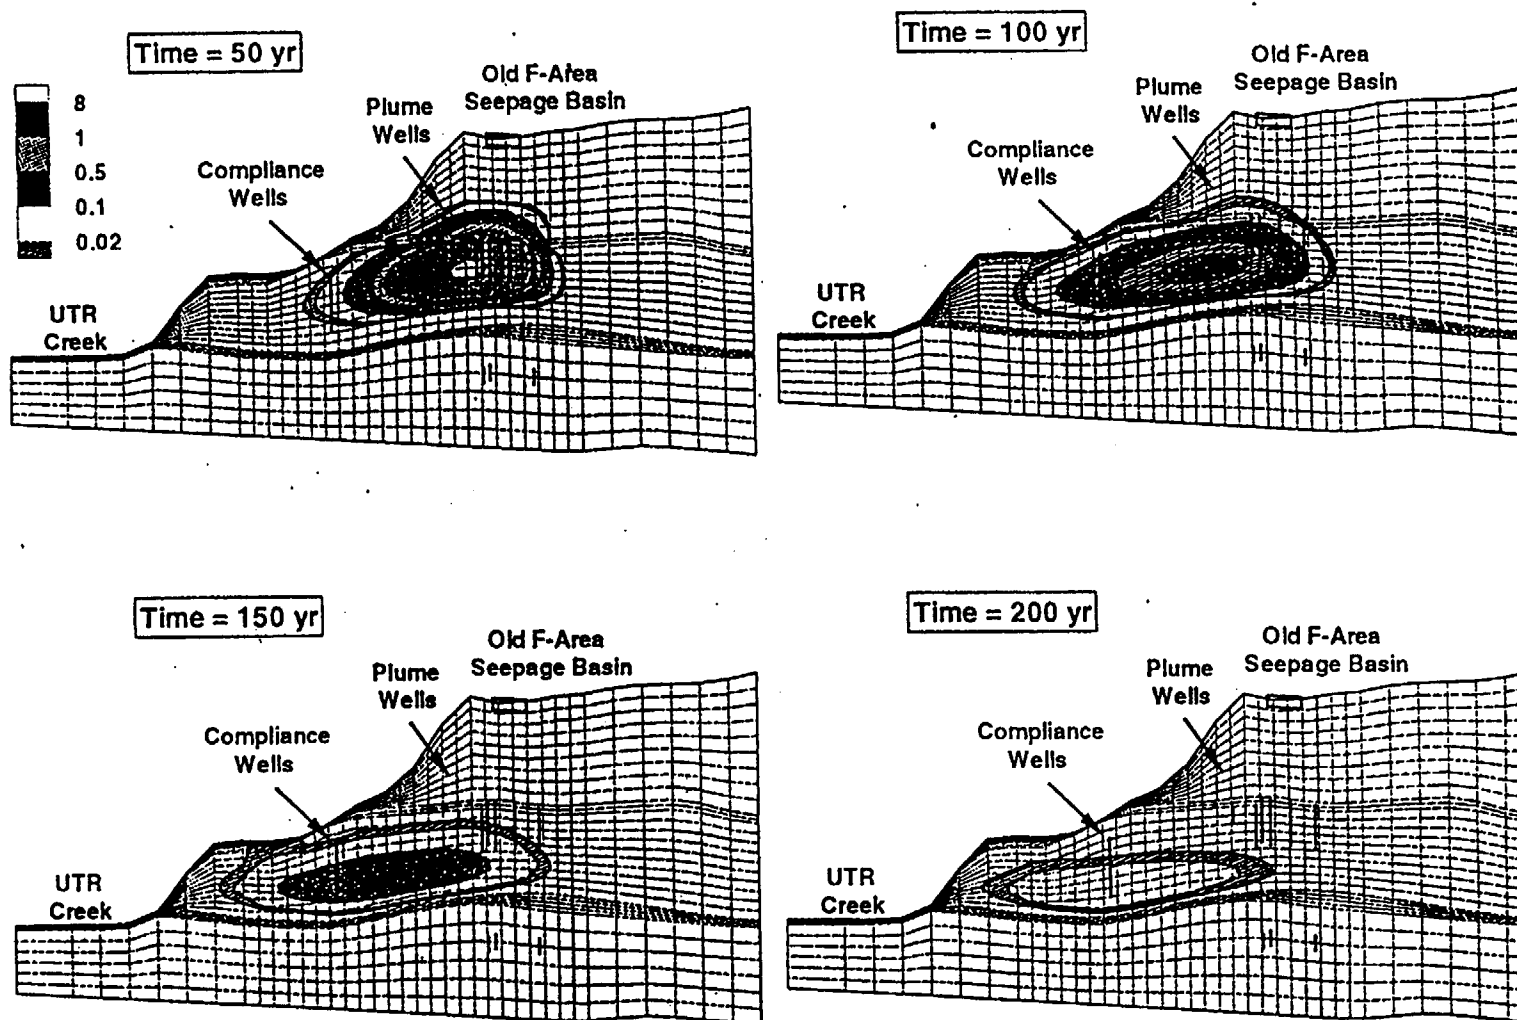 Time = 50 yr
Old F-Area
Seepage Basin
Plume
Wells
Compliance
Wells
8
1
0.5
0.1
0.02
UTR
Creek
Time = 100 yr
Old F-Area
Seepage Basin
Plume
Wells
Compliance
Wells
UTR
Creek
Time = 150 yr
Old F-Area
Seepage Basin
Plume
Wells
Compliance
Wells
UTR
Creek
Time = 200 yr
Old F-Area
Seepage Basin
Plume
Wells
Compliance
Wells
UTR
Creek